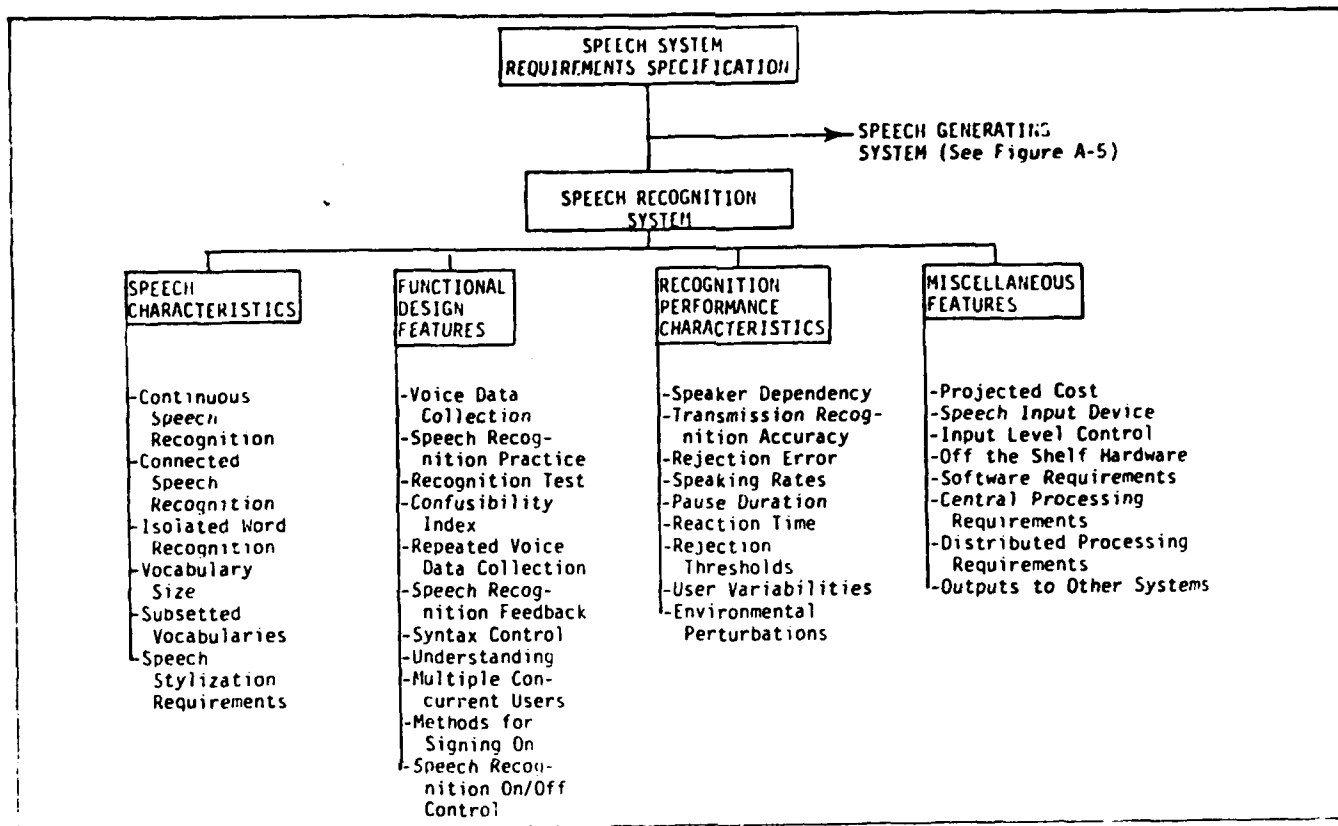 SPEECH SYSTEM
REQUIREMENTS SPECIFICATION
SPEECH GENERATING
SYSTEM (See Figure A-5)
SPEECH RECOGNITION
SYSTEM
SPEECH
CHARACTERISTICS
-Continuous
Speech
Recognition
-Connected
Speech
Recognition
-Isolated Word
Recognition
-Vocabulary
Size
-Subsetted
Vocabularies
-Speech
Stylization
Requirements
FUNCTIONAL
DESIGN
FEATURES
-Voice Data
Collection
-Speech Recog-
nition Practice
-Recognition Test
-Confusibility
Index
-Repeated Voice
Data Collection
-Speech Recog-
nition Feedback
-Syntax Control
-Understanding
-Multiple Con-
current Users
-Methods for
Signing On
-Speech Recog-
nition On/Off
Control
RECOGNITION
PERFORMANCE
CHARACTERISTICS
-Speaker Dependency
-Transmission Recog-
nition Accuracy
-Rejection Error
-Speaking Rates
-Pause Duration
-Reaction Time
-Rejection
Thresholds
-User Variabilities
-Environmental
Perturbations
MISCELLANEOUS
FEATURES
-Projected Cost
-Speech Input Device
-Input Level Control
-Off the Shelf Hardware
-Software Requirements
-Central Processing
Requirements
-Distributed Processing
Requirements
-Outputs to Other Systems